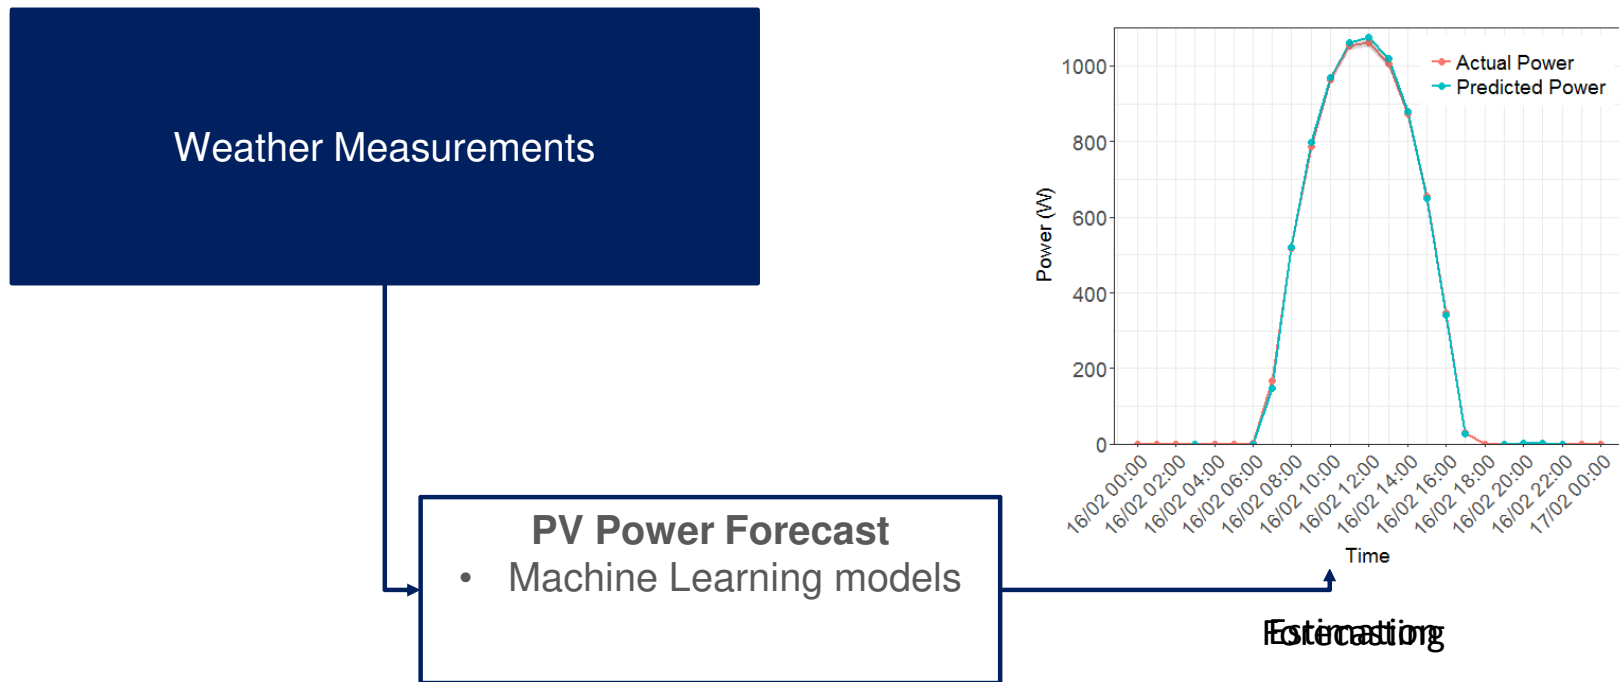 Weather Measurements
PV Power Forecast
• Machine Learning models
Actual Power
Predicted Power
Power (W)
1000
800
600
400
200
0
16/02 00:00
16/02 02:00
16/02 04:00
16/02 06:00
16/02 08:00
16/02 10:00
16/02 12:00
16/02 14:00
16/02 16:00
16/02 18:00
16/02 20:00
16/02 22:00
17/02 00:00
Time
Estimation
Forecasting